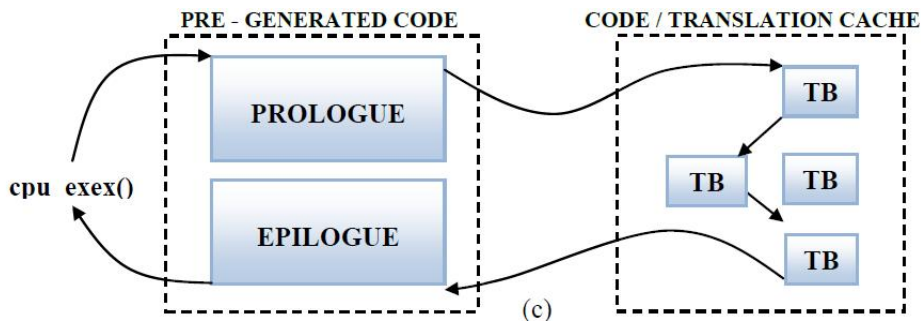 PRE - GENERATED CODE
CODE / TRANSLATION CACHE
PROLOGUE
TB
TB
TB
cpu exex()
EPILOGUE
TB
(c)